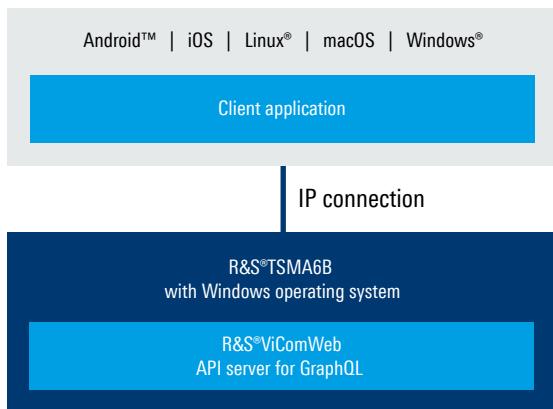 Android™ | iOS | Linux® | macOS | Windows®
Client application
IP connection
R&S®TSMA6B
with Windows operating system
R&S®ViComWeb
API server for GraphQL